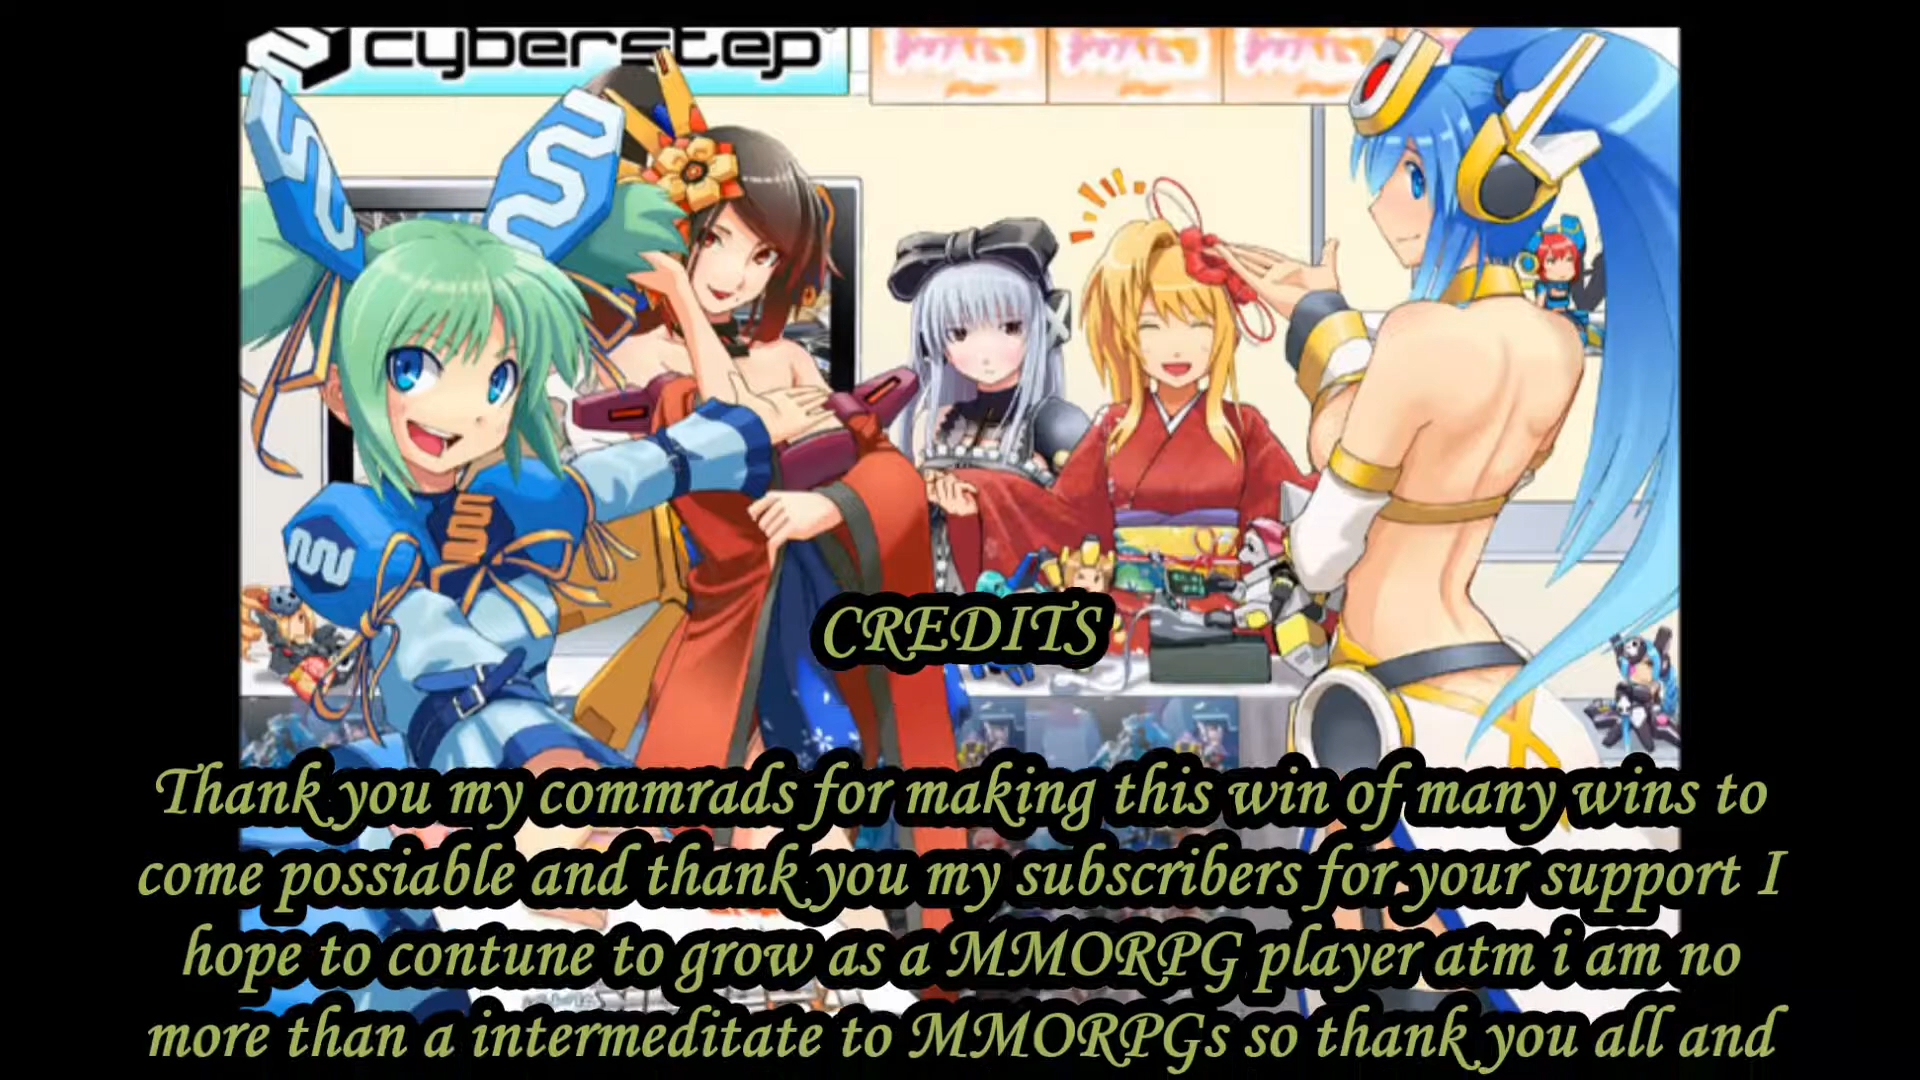 cyberstep
CREDITS
Thank you my commrads for making this win of many wins to
come possiable and thank you my subscribers for your support I
hope to contune to grow as a MMORPG player atm i am no
more than a intermeditate to MMORPGs so thank you all and